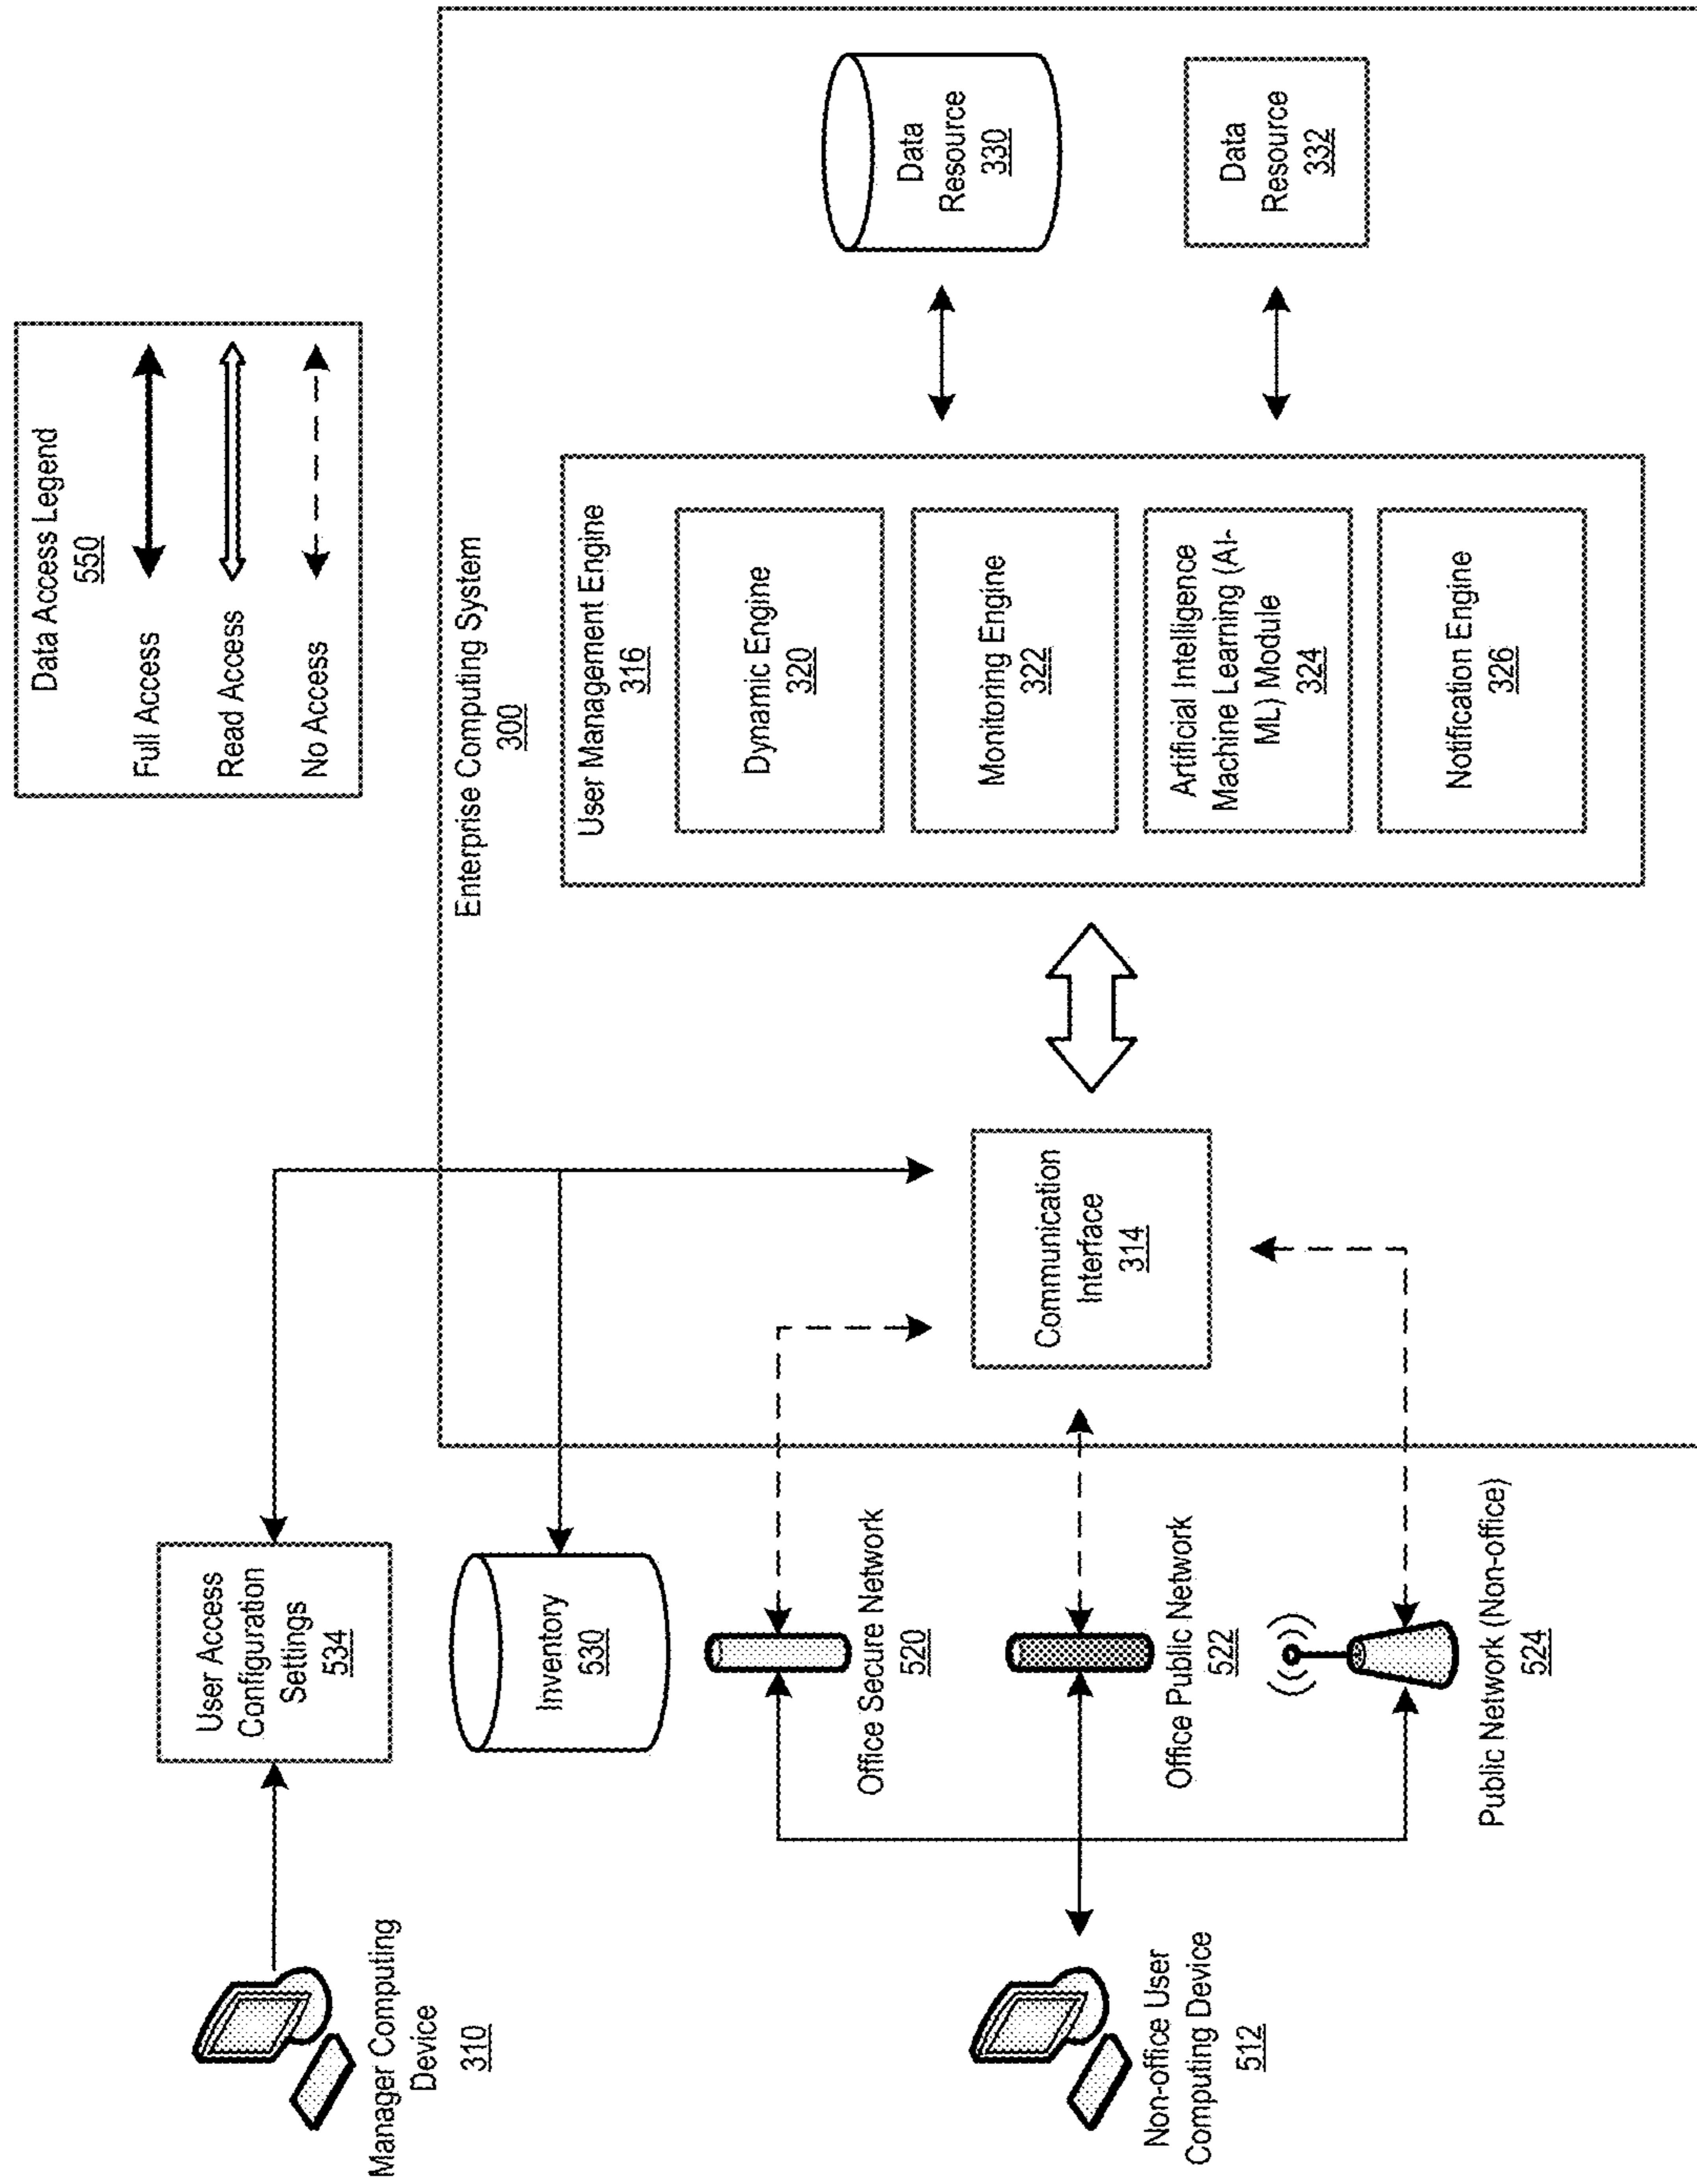 Data Access Legend
550
Full Access
Read Access
No Access
Enterprise Computing System
300
User Management Engine
316
Dynamic Engine
320
Monitoring Engine
322
Artificial Intelligence
Machine Learning (AI-
ML) Module
324
Notification Engine
326
Data
Resource
330
Data
Resource
332
Communication
Interface
314
User Access
Configuration
Settings
534
Inventory
530
Office Secure Network
520
Office Public Network
522
Public Network (Non-office)
524
Manager Computing
Device
310
Non-office User
Computing Device
512